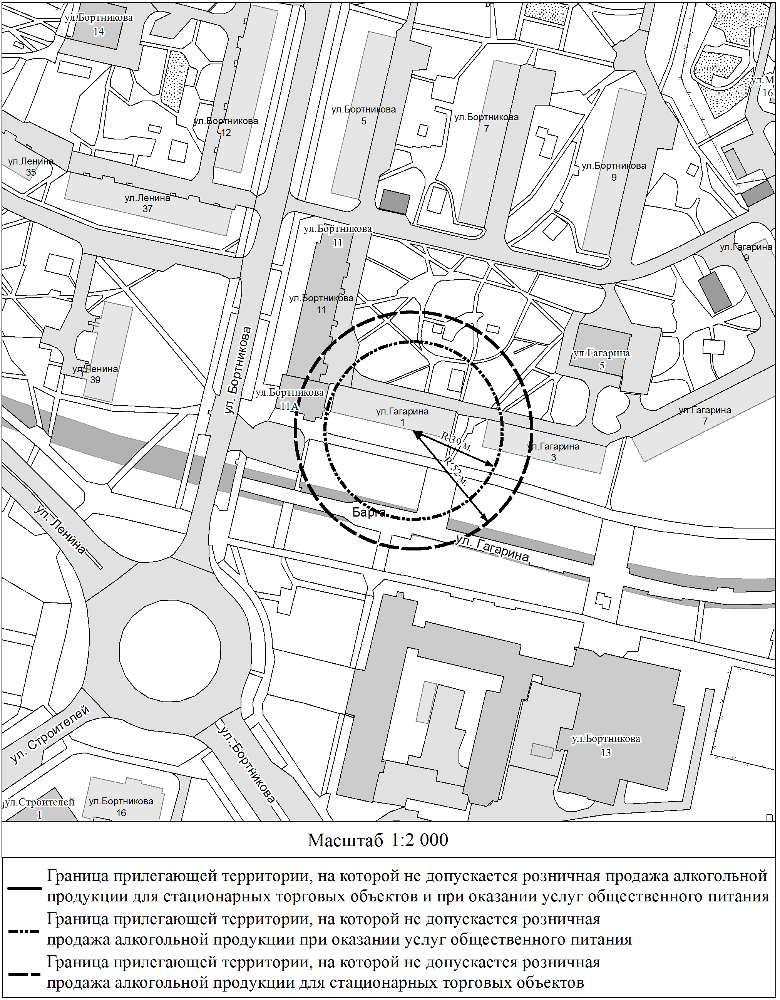 ул.Бортникова
14
ул.М
16
ул.Бортникова
5
ул.Бортникова
7
ул.Бортникова
12
ул.Ленина
35
ул.Бортникова
9
ул.Ленина
37
ул.Бортникова
11
ул.Гагарина
9
ул.Бортникова
11
ул. Бортникова
ул.Гагарина
5
ул.Ленина
39
ул.Бортникова
11А
ул.Гагарина
1
ул.Гагарина
7
R 39 м.
ул.Гагарина
3
R 52 м.
Барга
ул. Ленина
ул. Гагарина
ул. Строителей
ул. Бортникова
ул.Бортникова
13
ул.Строителей
1
ул.Бортникова
16
Масштаб 1:2 000
Граница прилегающей территории, на которой не допускается розничная продажа алкогольной
продукции для стационарных торговых объектов и при оказании услуг общественного питания
Граница прилегающей территории, на которой не допускается розничная
продажа алкогольной продукции при оказании услуг общественного питания
Граница прилегающей территории, на которой не допускается розничная
продажа алкогольной продукции для стационарных торговых объектов